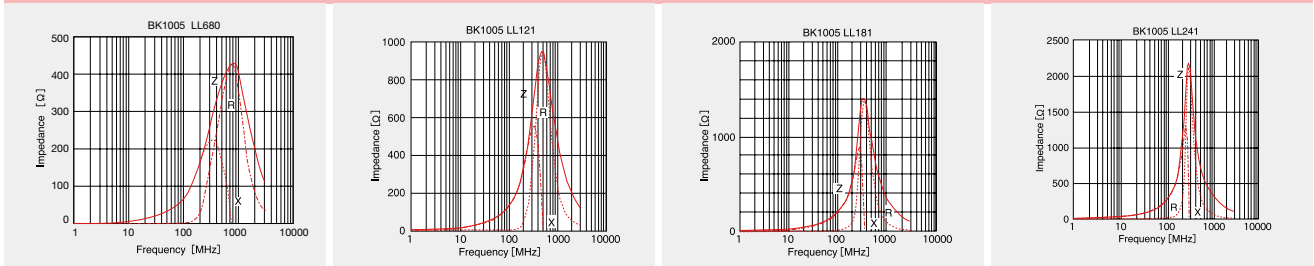 BK1005 LL680
500
400
300
200
100
0
Impedance [Ω]
Z
R
X
1 10 100 1000 10000
Frequency [MHz]
BK1005 LL121
1000
800
600
400
200
0
Impedance [Ω]
Z
R
X
1 10 100 1000 10000
Frequency [MHz]
BK1005 LL181
2000
1000
0
Impedance [Ω]
Z
R
X
1 10 100 1000 10000
Frequency [MHz]
BK1005 LL241
2500
2000
1500
1000
500
0
Impedance [Ω]
Z
R
X
1 10 100 1000 10000
Frequency [MHz]